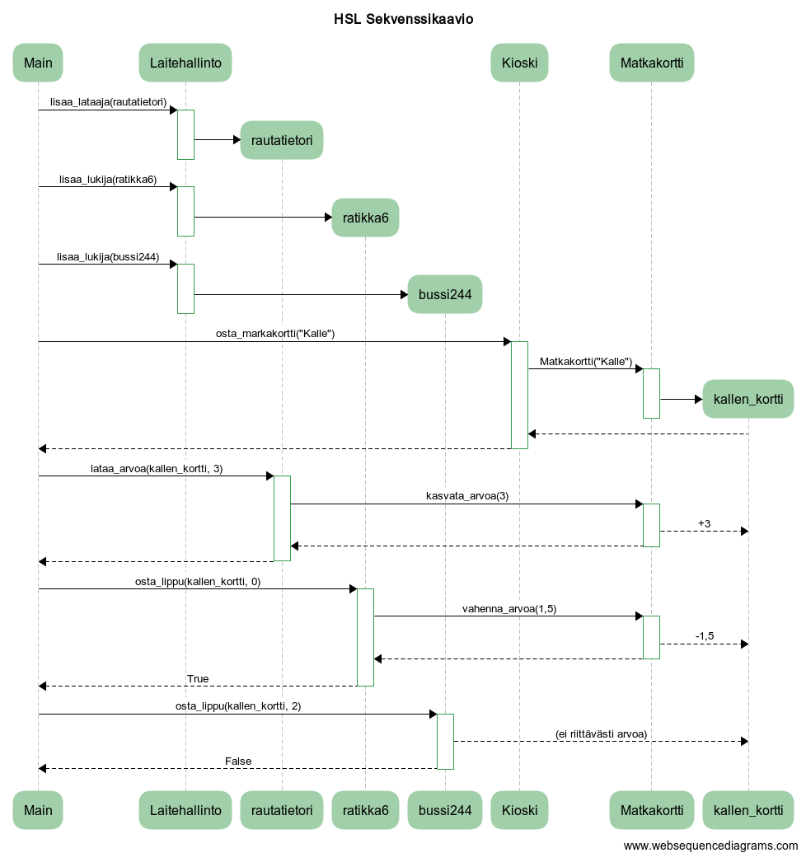 HSL Sekvenssikaavio
Main Laitehallinto Kioski Matkakortti
lisaa_lataaja(rautatietori)
rautatietori
lisaa_lukija(ratikka6)
ratikka6
lisaa_lukija(bussi244)
bussi244
osta_markakortti("Kalle")
Matkakortti("Kalle")
kallen_kortti
lataa_arvoa(kallen_kortti, 3)
kasvata_arvoa(3)
+3
osta_lippu(kallen_kortti, 0)
vahenna_arvoa(1,5)
-1,5
True
osta_lippu(kallen_kortti, 2)
(ei riittävästi arvoa)
False
Main Laitehallinto rautatietori ratikka6 bussi244 Kioski Matkakortti kallen_kortti
www.websequencediagrams.com